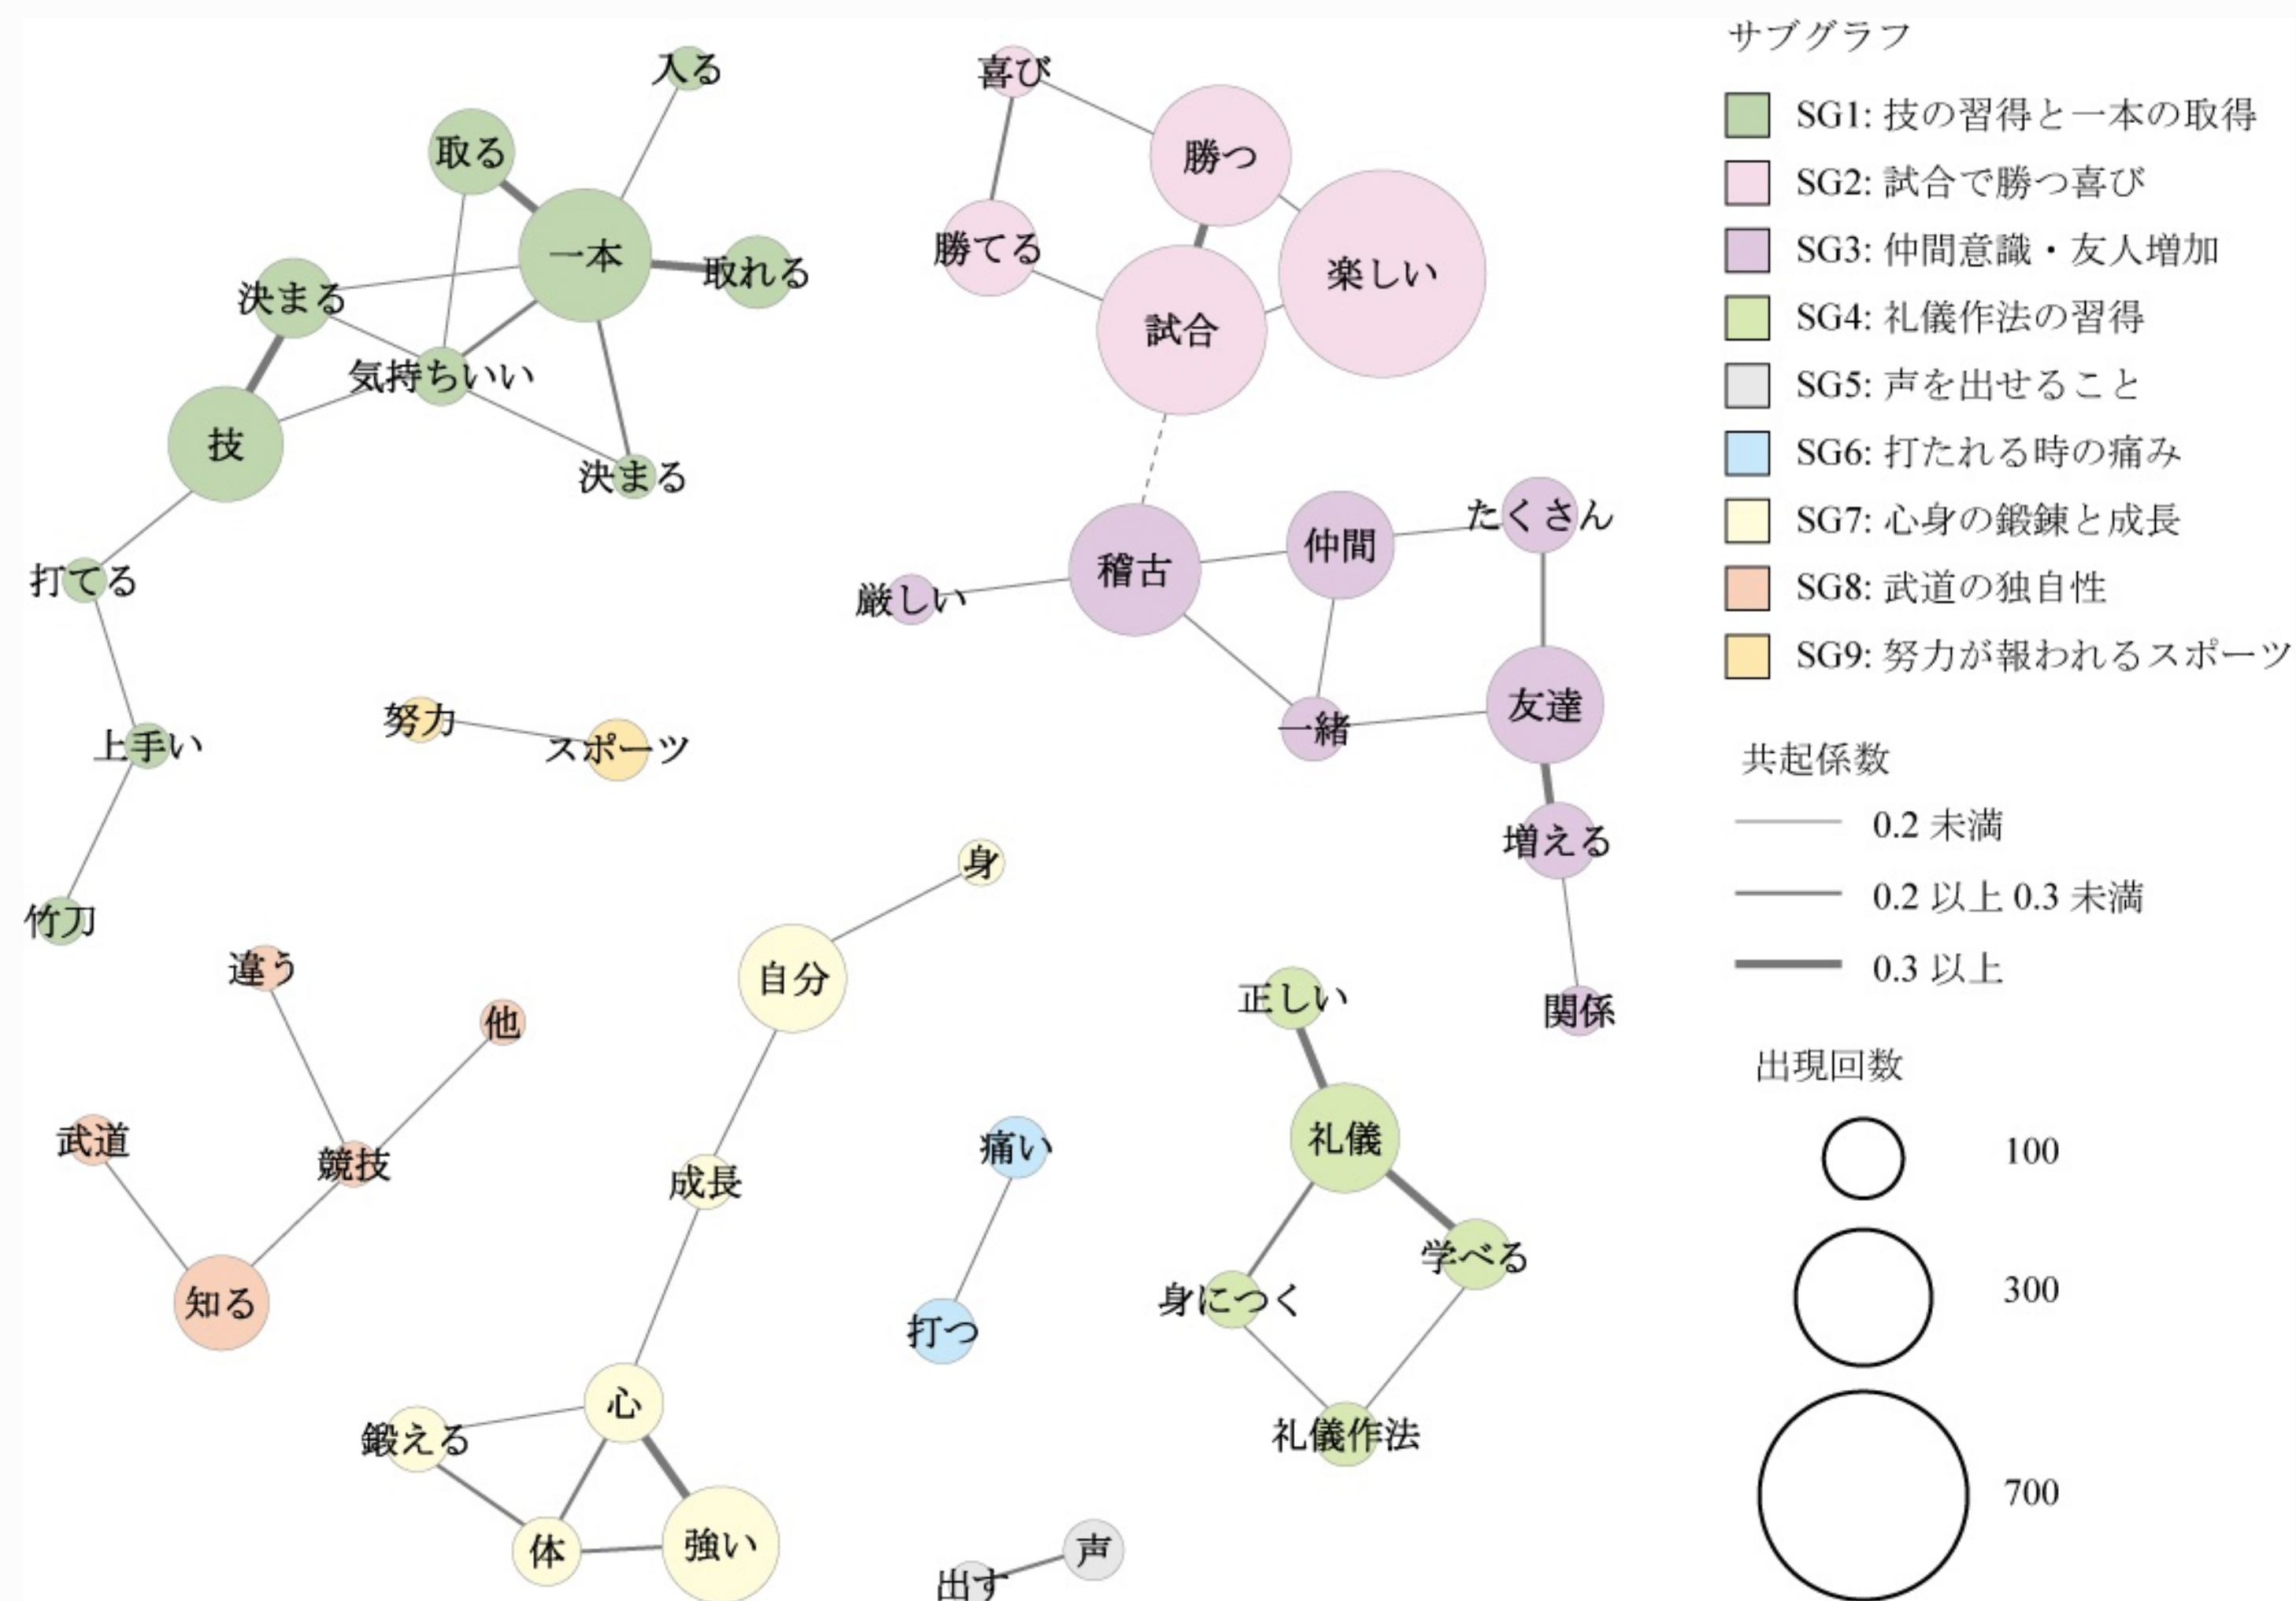 入る
取る
一本
取れる
決まる
気持ちいい
技
決まる
打てる
上手い
竹刀
喜び
勝つ
勝てる
楽しい
試合
稽古
仲間
たくさん
厳しい
一緒
友達
増える
関係
努力
スポーツ
身
自分
成長
心
鍛える
体
強い
違う
他
武道
競技
知る
痛い
打つ
正しい
礼儀
学べる
身につく
礼儀作法
声
出す
サブグラフ
SG1: 技の習得と一本の取得
SG2: 試合で勝つ喜び
SG3: 仲間意識・友人増加
SG4: 礼儀作法の習得
SG5: 声を出せること
SG6: 打たれる時の痛み
SG7: 心身の鍛錬と成長
SG8: 武道の独自性
SG9: 努力が報われるスポーツ
共起係数
0.2 未満
0.2 以上 0.3 未満
0.3 以上
出現回数
100
300
700